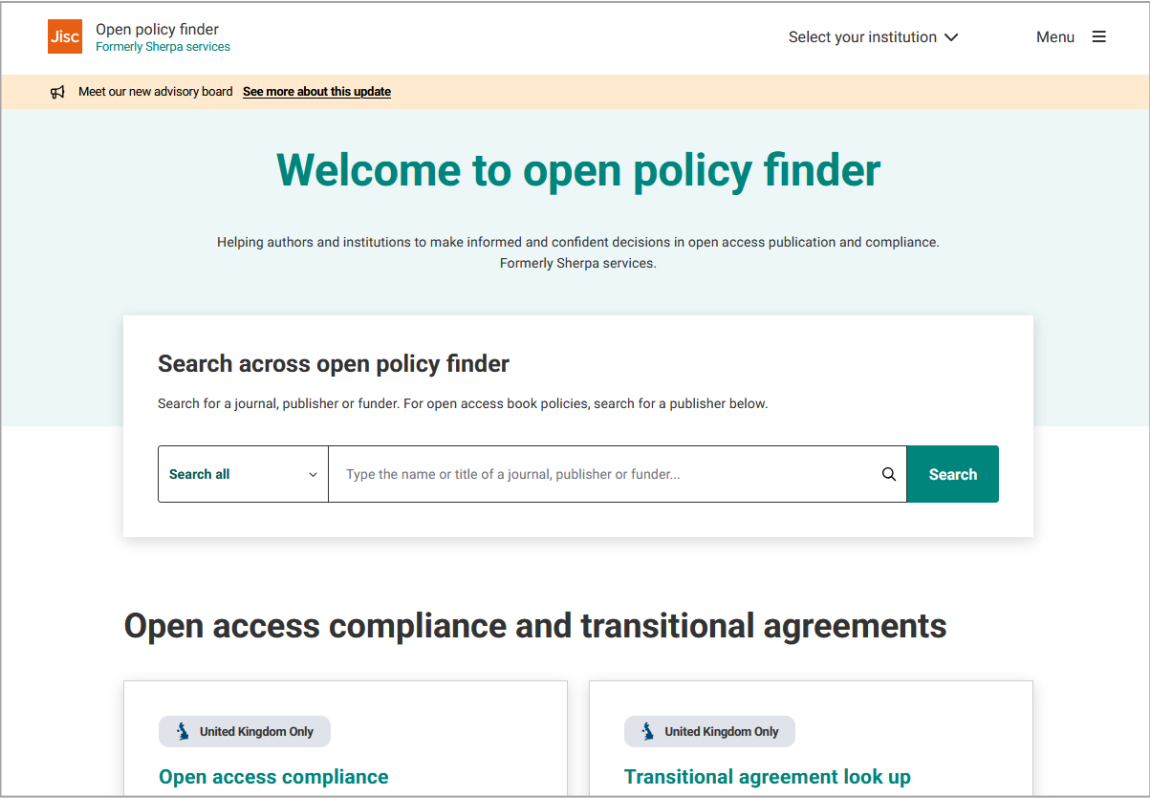 Jisc
Open policy finder
Formerly Sherpa services
Select your institution
Menu
Meet our new advisory board See more about this update
Welcome to open policy finder
Helping authors and institutions to make informed and confident decisions in open access publication and compliance.
Formerly Sherpa services.
Search across open policy finder
Search for a journal, publisher or funder. For open access book policies, search for a publisher below.
Search all
Type the name or title of a journal, publisher or funder...
Search
Open access compliance and transitional agreements
United Kingdom Only
Open access compliance
United Kingdom Only
Transitional agreement look up